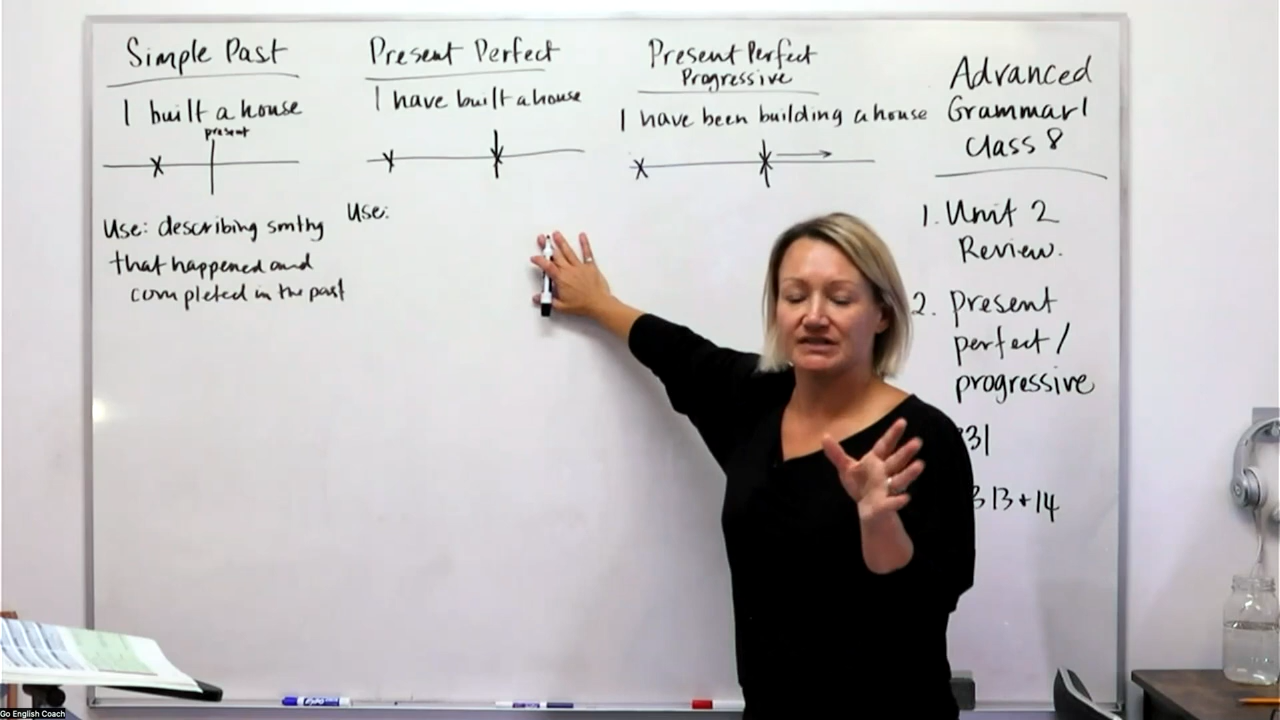 Simple Past
I built a house
present
Use: describing smthg
that happened and
completed in the past
Present Perfect
I have built a house
Use:
Present Perfect
Progressive
I have been building a house
Advanced
Grammar 1
Class 8
1. Unit 2
Review.
2. Present
perfect /
progressive
31
13 + 14
Go English Coach